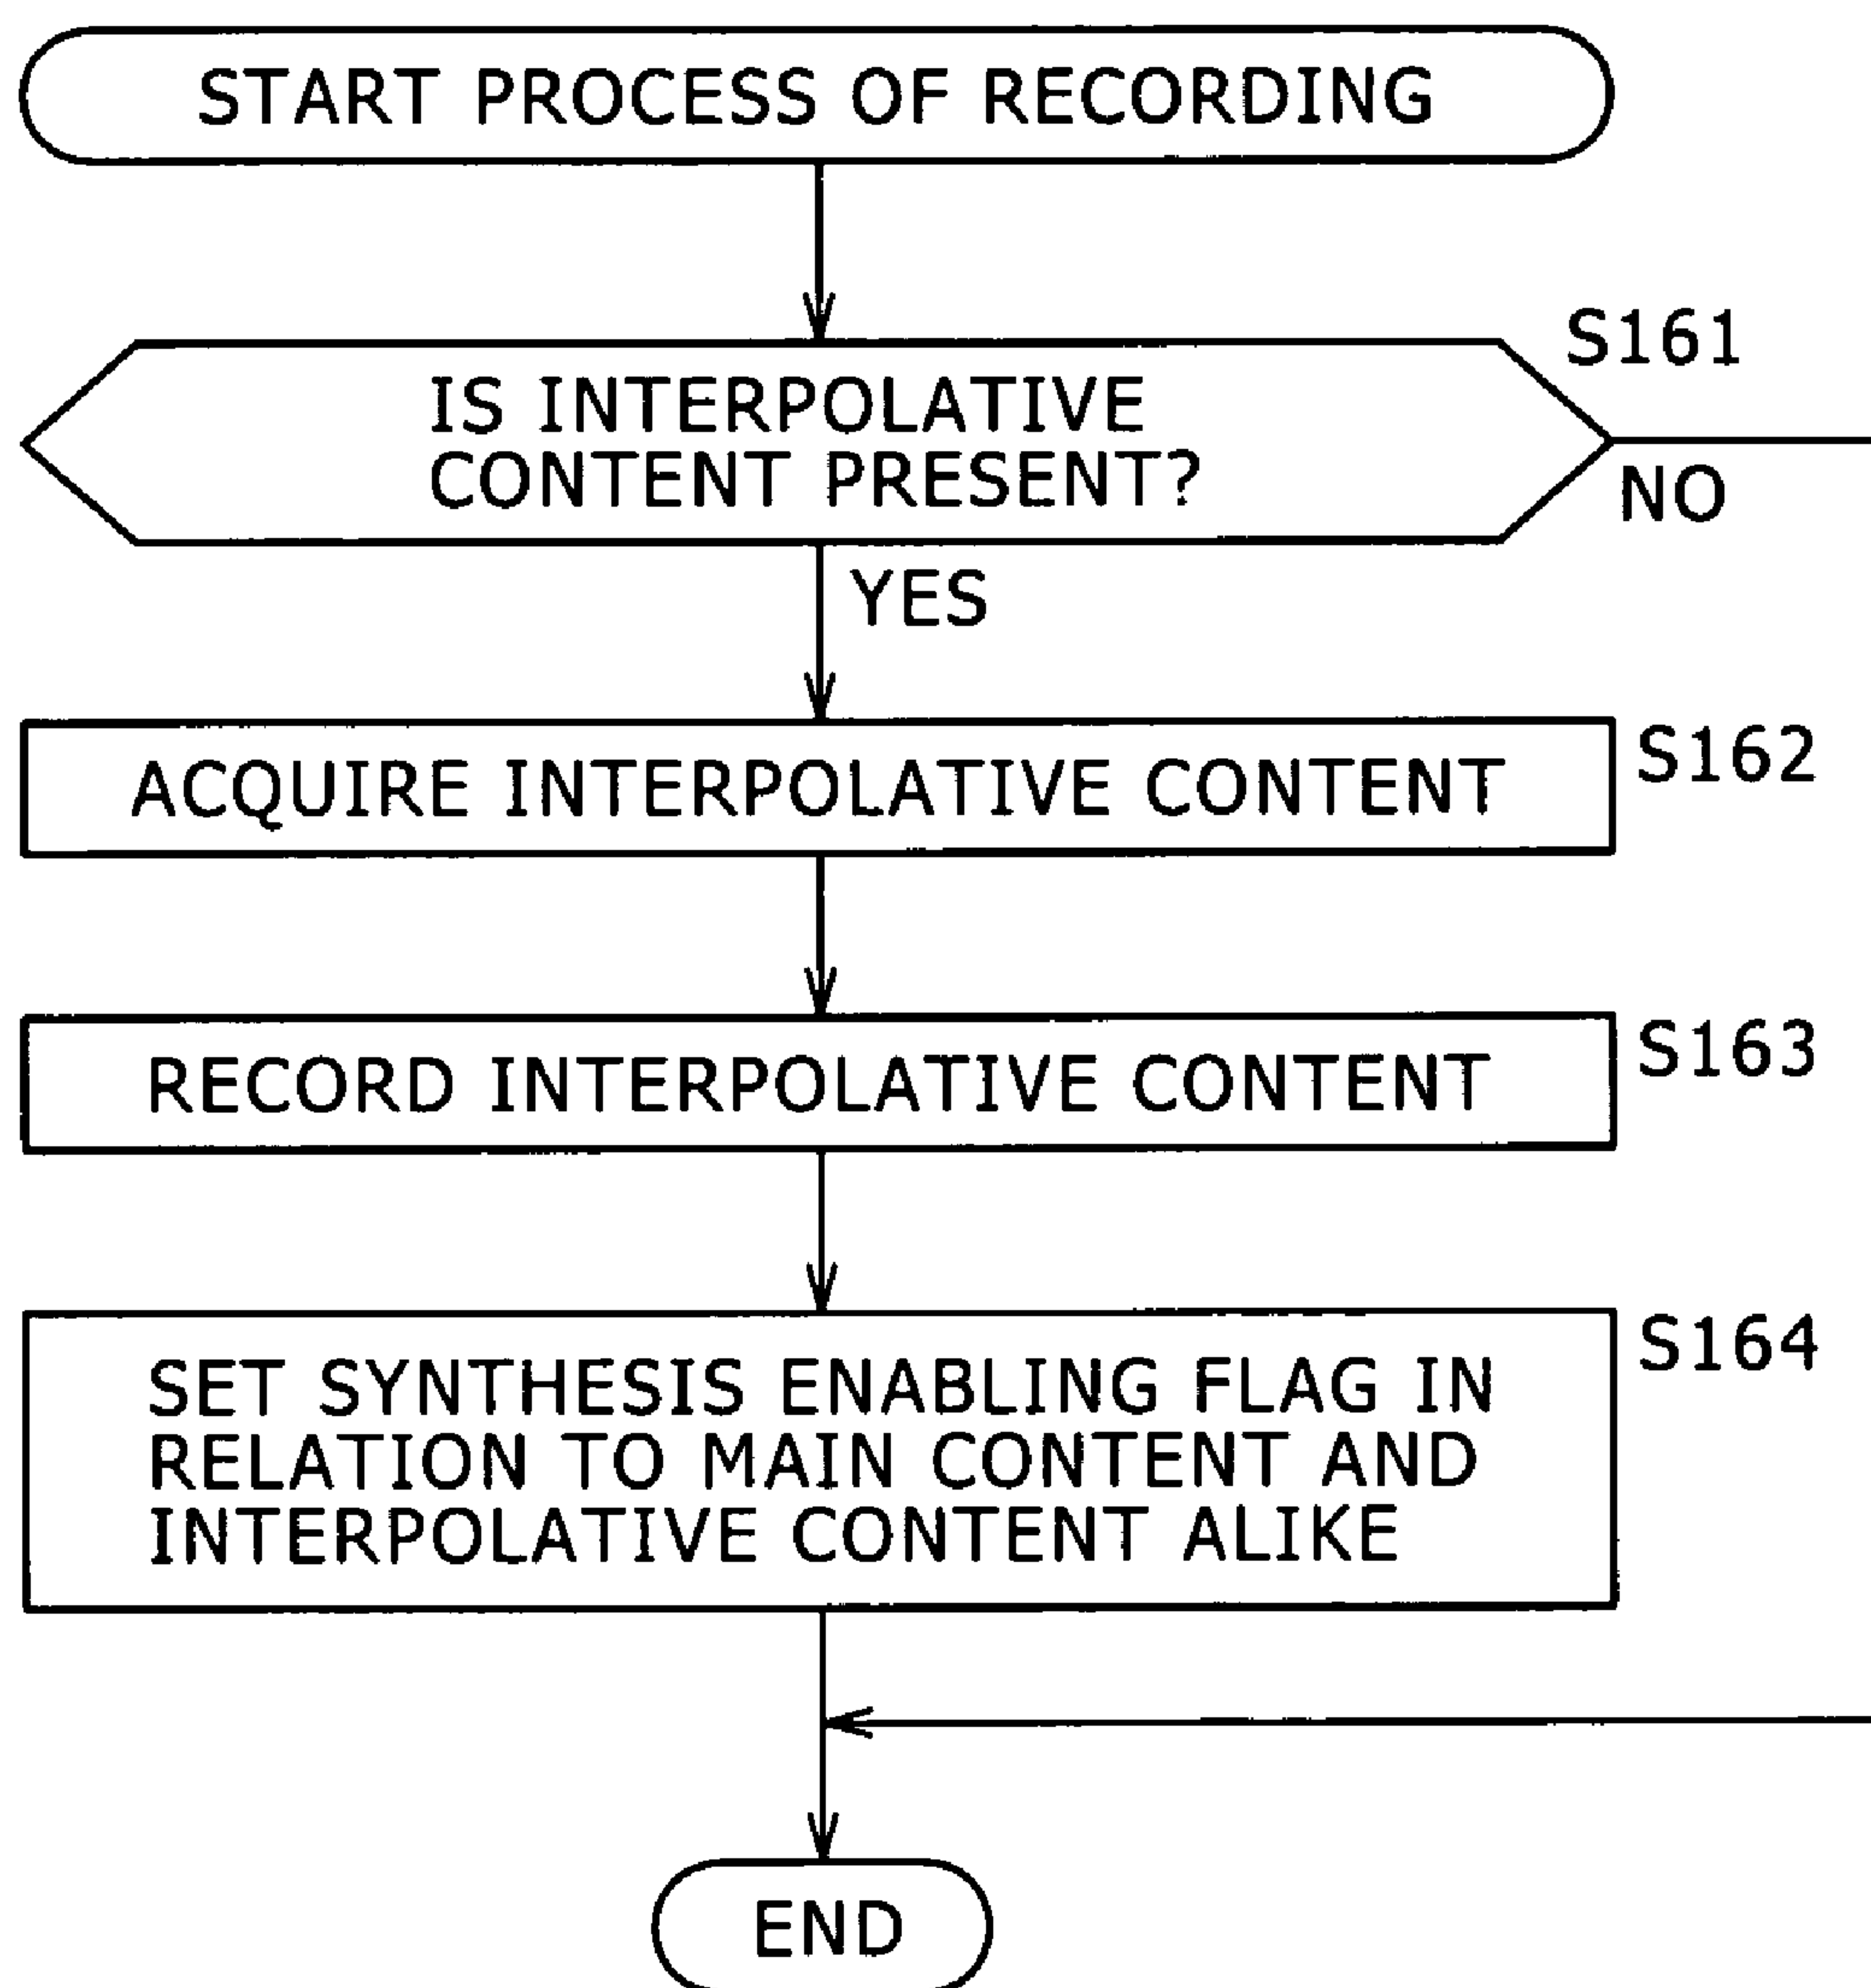 START PROCESS OF RECORDING
S161
IS INTERPOLATIVE
CONTENT PRESENT?
NO
YES
S162
ACQUIRE INTERPOLATIVE CONTENT
S163
RECORD INTERPOLATIVE CONTENT
S164
SET SYNTHESIS ENABLING FLAG IN
RELATION TO MAIN CONTENT AND
INTERPOLATIVE CONTENT ALIKE
END